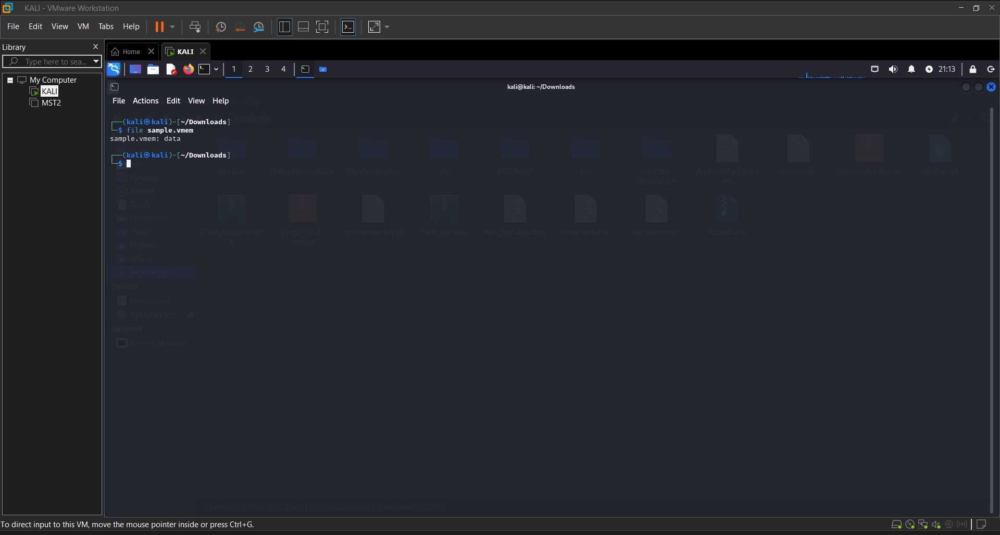 KALI - VMware Workstation
File Edit View VM Tabs Help
Library
Type here to sea...
My Computer
KALI
MST2
Home
KALI
1 2 3 4
21:13
kali@kali: ~/Downloads
File Actions Edit View Help
Downloads
┌──(kali㉿kali)-[~/Downloads]
└─$ file sample.vmem
sample.vmem: data
┌──(kali㉿kali)-[~/Downloads]
└─$
dex2jar
DidierStevensSuite
DivaApplication
lib
META-INF
res
volatility-
installation
AndroidManifest.x
ml
classes.dex
classes-dex2jar.jar
dex2jar.git
Desktop
Recent
Trash
Documents
Music
Pictures
Videos
Downloads
DivaApplication.ap
k
jd-gui-1.6.6-
min.jar
my-release-key.jks
new_app.apk
new_app.apk.idsig
resources.arsc
sample.vmem
stuxnet.zip
Devices
File System
Kali Linux am...
Network
Browse Network
To direct input to this VM, move the mouse pointer inside or press Ctrl+G.